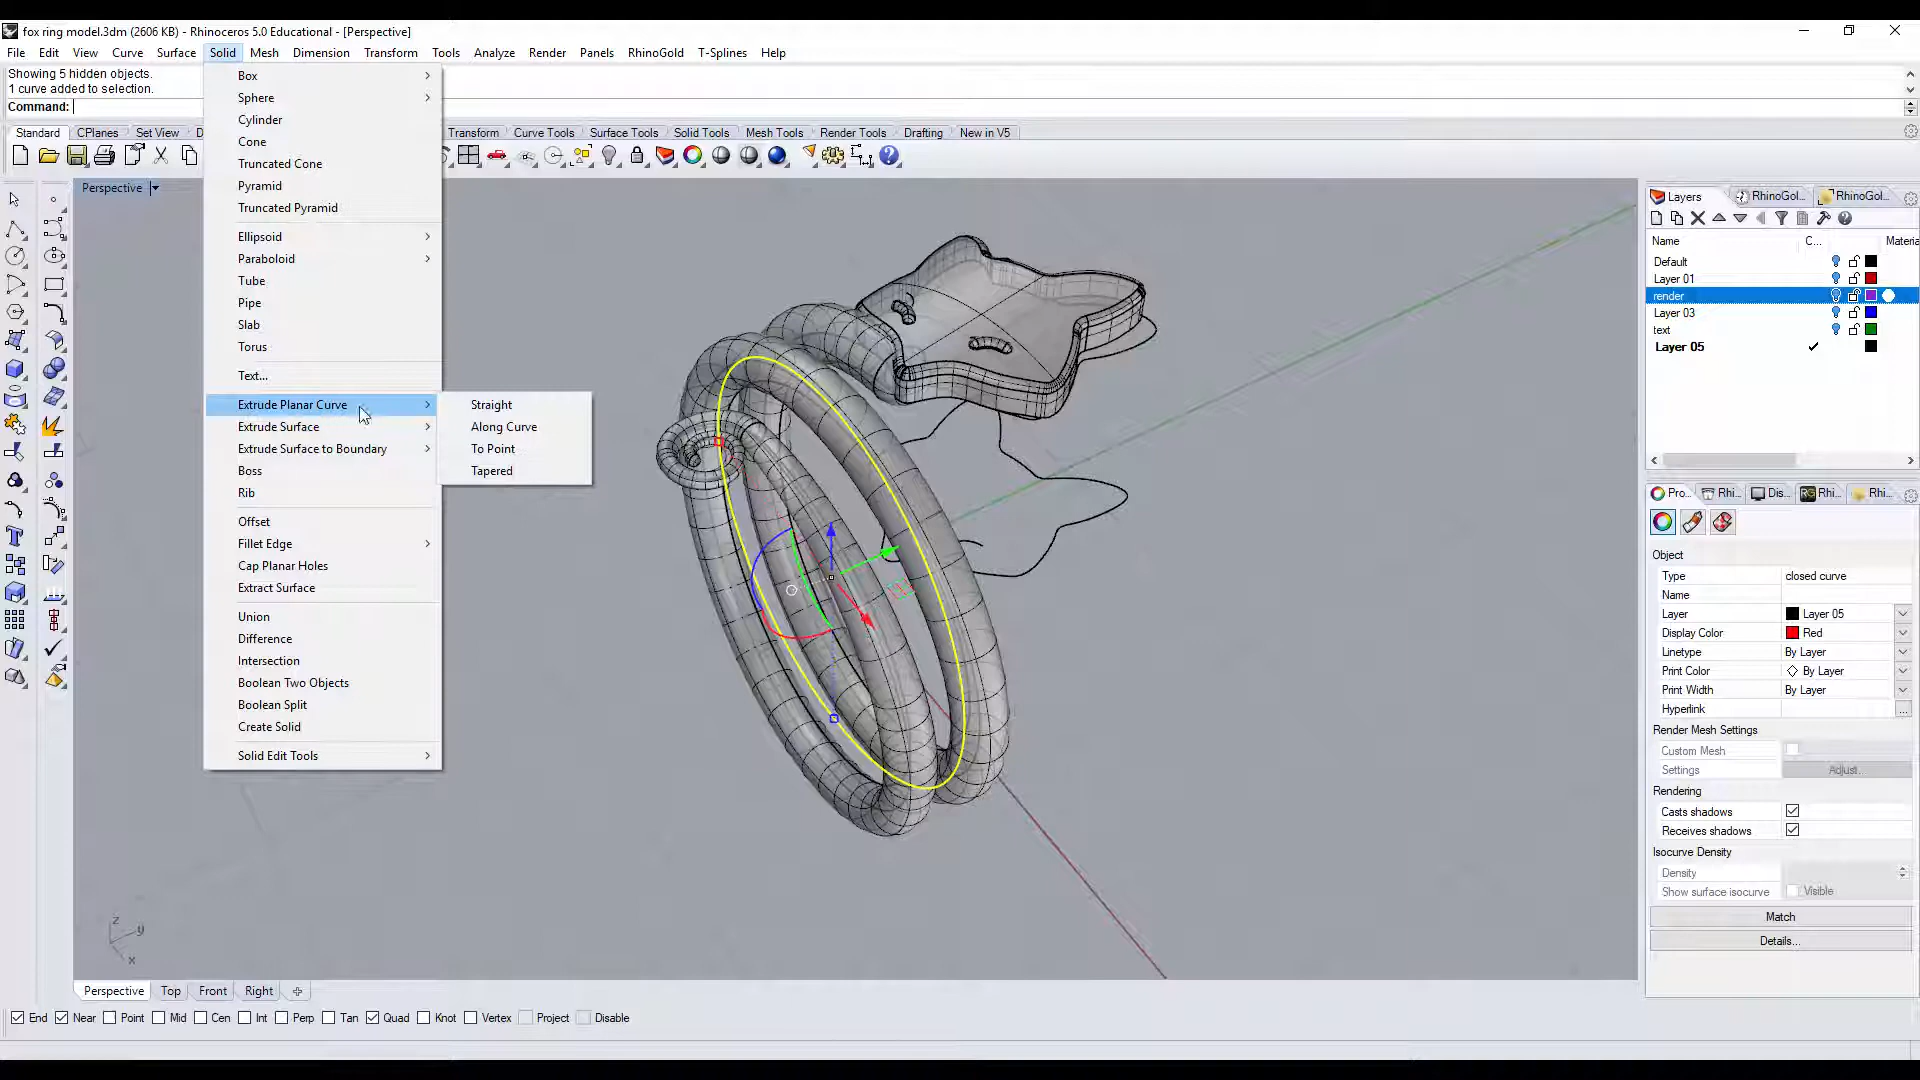 fox ring model.3dm (2606 KB) - Rhinoceros 5.0 Educational - [Perspective]
File Edit View Curve Surface Solid Mesh Dimension Transform Tools Analyze Render Panels RhinoGold T-Splines Help
Showing 5 hidden objects.
1 curve added to selection.
Command:
Standard CPlanes Set View D Transform Curve Tools Surface Tools Solid Tools Mesh Tools Render Tools Drafting New in V5
Perspective
Box
Sphere
Cylinder
Cone
Truncated Cone
Pyramid
Truncated Pyramid
Ellipsoid
Paraboloid
Tube
Pipe
Slab
Torus
Text...
Extrude Planar Curve
Extrude Surface
Extrude Surface to Boundary
Boss
Rib
Offset
Fillet Edge
Cap Planar Holes
Extract Surface
Union
Difference
Intersection
Boolean Two Objects
Boolean Split
Create Solid
Solid Edit Tools
Straight
Along Curve
To Point
Tapered
z
y
x
Layers RhinoGol... RhinoGol...
Name C... Materia
Default
Layer 01
render
Layer 03
text
Layer 05
Pro... Rhi... Dis... RG Rhi... Rhi...
Object
Type closed curve
Name
Layer Layer 05
Display Color Red
Linetype By Layer
Print Color By Layer
Print Width By Layer
Hyperlink ...
Render Mesh Settings
Custom Mesh
Settings Adjust...
Rendering
Casts shadows
Receives shadows
Isocurve Density
Density
Show surface isocurve Visible
Match
Details...
Perspective Top Front Right
End Near Point Mid Cen Int Perp Tan Quad Knot Vertex Project Disable